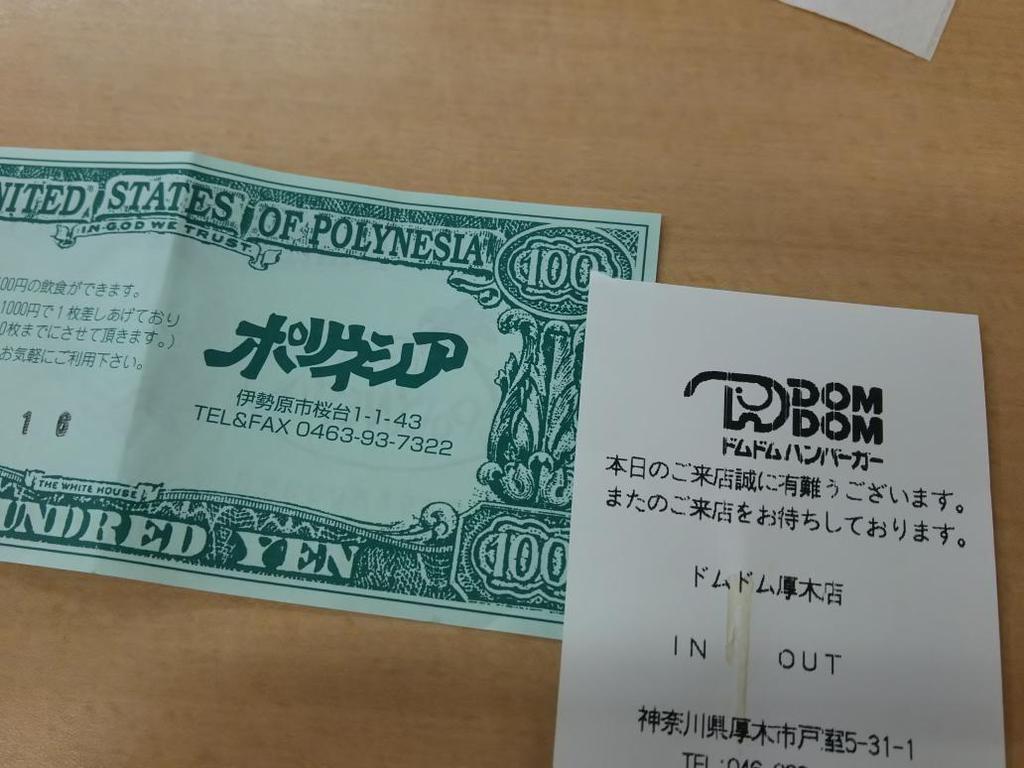 UNITED STATES OF POLYNESIA
IN GOD WE TRUST
100
00円の飲食ができます。
1000円で1枚差しあげており
0枚までにさせて頂きます。)
お気軽にご利用下さい。
ポリネシア
伊勢原市桜台1-1-43
TEL&FAX 0463-93-7322
16
THE WHITE HOUSE
UNDRED YEN
100
DOM
DOM
ドムドムハンバーガー
本日のご来店誠に有難うございます。
またのご来店をお待ちしております。
ドムドム厚木店
IN OUT
神奈川県厚木市戸室5-31-1
TEL:046